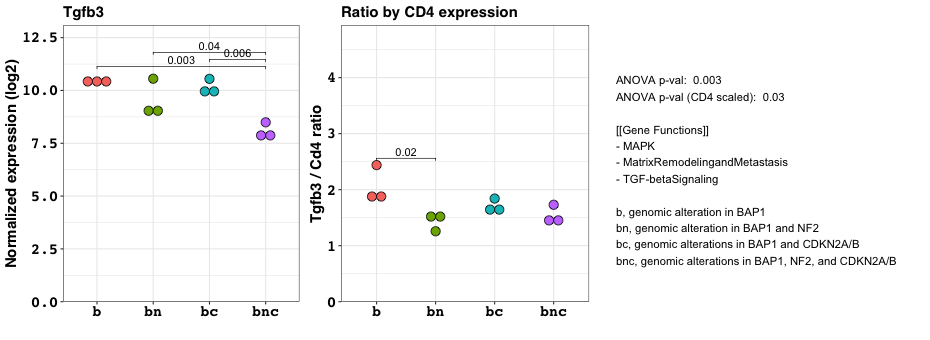 Tgfb3
Normalized expression (log2)
12.5
10.0
7.5
5.0
2.5
0.0
0.04
0.006
0.003
b bn bc bnc
Ratio by CD4 expression
Tgfb3 / Cd4 ratio
4
3
2
1
0
0.02
b bn bc bnc
ANOVA p-val: 0.003
ANOVA p-val (CD4 scaled): 0.03
[[Gene Functions]]
- MAPK
- MatrixRemodelingandMetastasis
- TGF-betaSignaling
b, genomic alteration in BAP1
bn, genomic alteration in BAP1 and NF2
bc, genomic alterations in BAP1 and CDKN2A/B
bnc, genomic alterations in BAP1, NF2, and CDKN2A/B